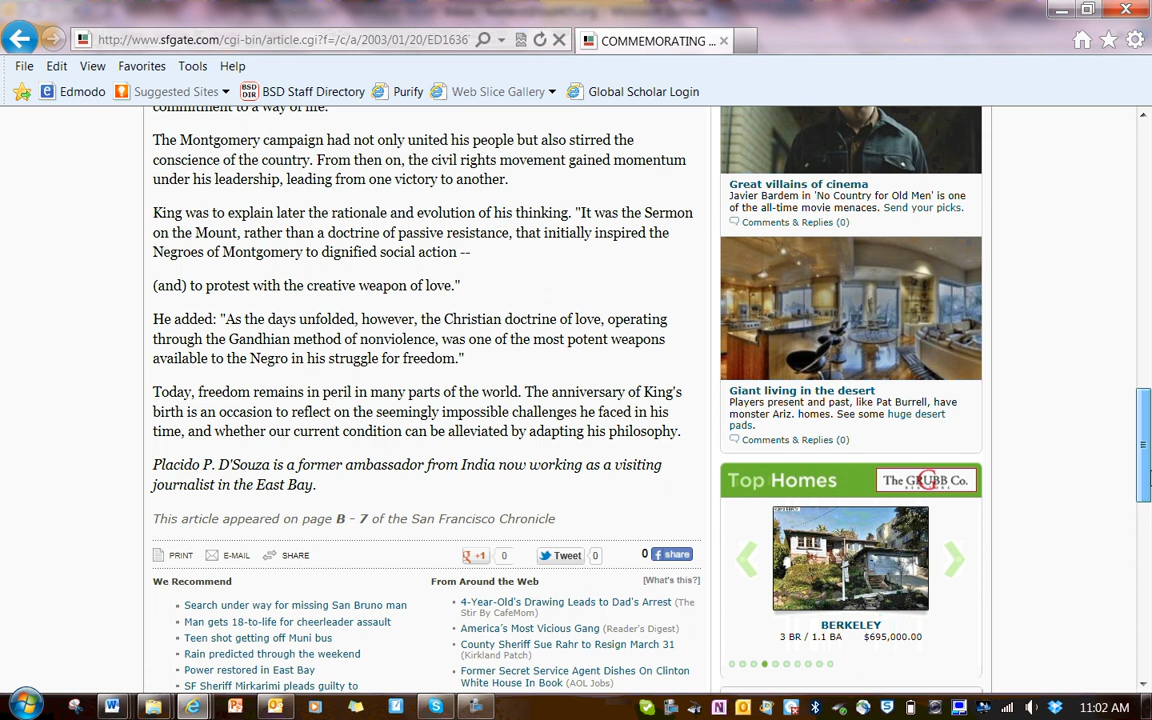 http://www.sfgate.com/cgi-bin/article.cgi?f=/c/a/2003/01/20/ED1636
COMMEMORATING ...
File Edit View Favorites Tools Help
Edmodo Suggested Sites BSD DIR BSD Staff Directory Purify Web Slice Gallery Global Scholar Login
commitment to a way of life.
The Montgomery campaign had not only united his people but also stirred the
conscience of the country. From then on, the civil rights movement gained momentum
under his leadership, leading from one victory to another.
King was to explain later the rationale and evolution of his thinking. "It was the Sermon
on the Mount, rather than a doctrine of passive resistance, that initially inspired the
Negroes of Montgomery to dignified social action --
(and) to protest with the creative weapon of love."
He added: "As the days unfolded, however, the Christian doctrine of love, operating
through the Gandhian method of nonviolence, was one of the most potent weapons
available to the Negro in his struggle for freedom."
Today, freedom remains in peril in many parts of the world. The anniversary of King's
birth is an occasion to reflect on the seemingly impossible challenges he faced in his
time, and whether our current condition can be alleviated by adapting his philosophy.
Placido P. D'Souza is a former ambassador from India now working as a visiting
journalist in the East Bay.
This article appeared on page B - 7 of the San Francisco Chronicle
PRINT E-MAIL SHARE
+1 0 Tweet 0 0 share
We Recommend
Search under way for missing San Bruno man
Man gets 18-to-life for cheerleader assault
Teen shot getting off Muni bus
Rain predicted through the weekend
Power restored in East Bay
SF Sheriff Mirkarimi pleads guilty to
From Around the Web [What's this?]
4-Year-Old's Drawing Leads to Dad's Arrest (The
Stir By CafeMom)
America's Most Vicious Gang (Reader's Digest)
County Sheriff Sue Rahr to Resign March 31
(Kirkland Patch)
Former Secret Service Agent Dishes On Clinton
White House In Book (AOL Jobs)
Great villains of cinema
Javier Bardem in 'No Country for Old Men' is one
of the all-time movie menaces. Send your picks.
Comments & Replies (0)
Giant living in the desert
Players present and past, like Pat Burrell, have
monster Ariz. homes. See some huge desert
pads.
Comments & Replies (0)
Top Homes The GRUBB Co.
BERKELEY
3 BR / 1.1 BA $695,000.00
11:02 AM